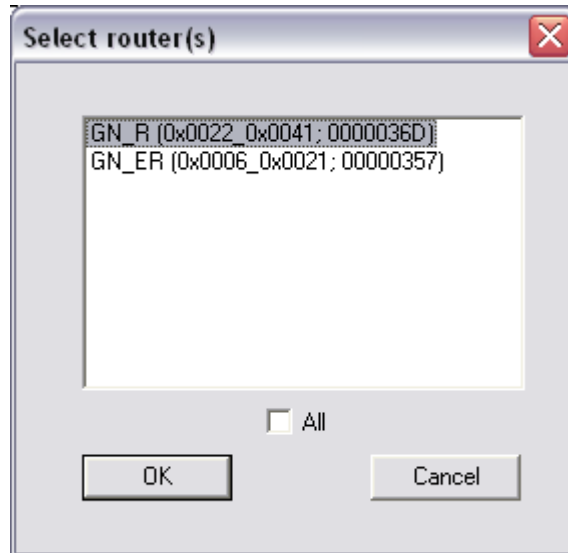 Select router(s)
GN_R (0x0022_0x0041; 0000036D)
GN_ER (0x0006_0x0021; 00000357)
All
OK
Cancel